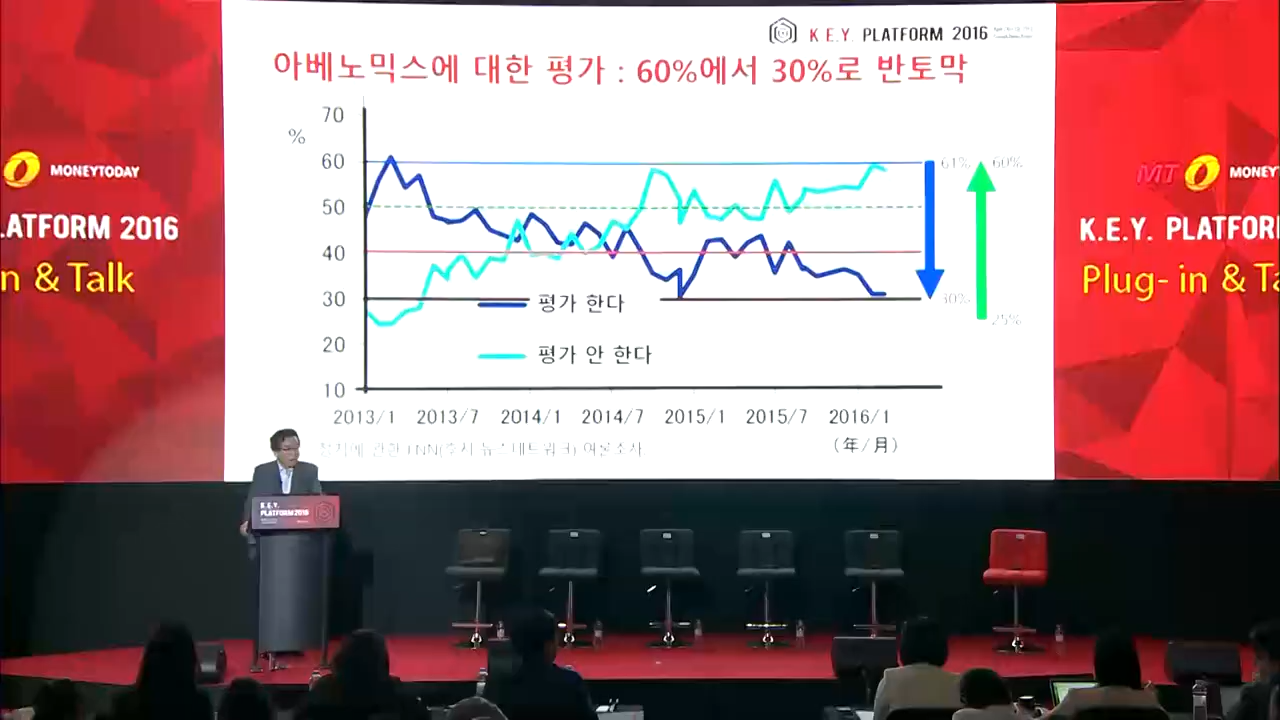 K.E.Y. PLATFORM 2016
아베노믹스에 대한 평가 : 60%에서 30%로 반토막
%
70
60
50
40
30
20
10
61%
60%
30%
25%
평가 한다
평가 안 한다
2013/1 2013/7 2014/1 2014/7 2015/1 2015/7 2016/1
(年/月)
MONEYTODAY
LATFORM 2016
n & Talk
MT MONEY
K.E.Y. PLATFOR
Plug- in & Ta
K.E.Y.
PLATFORM 2016